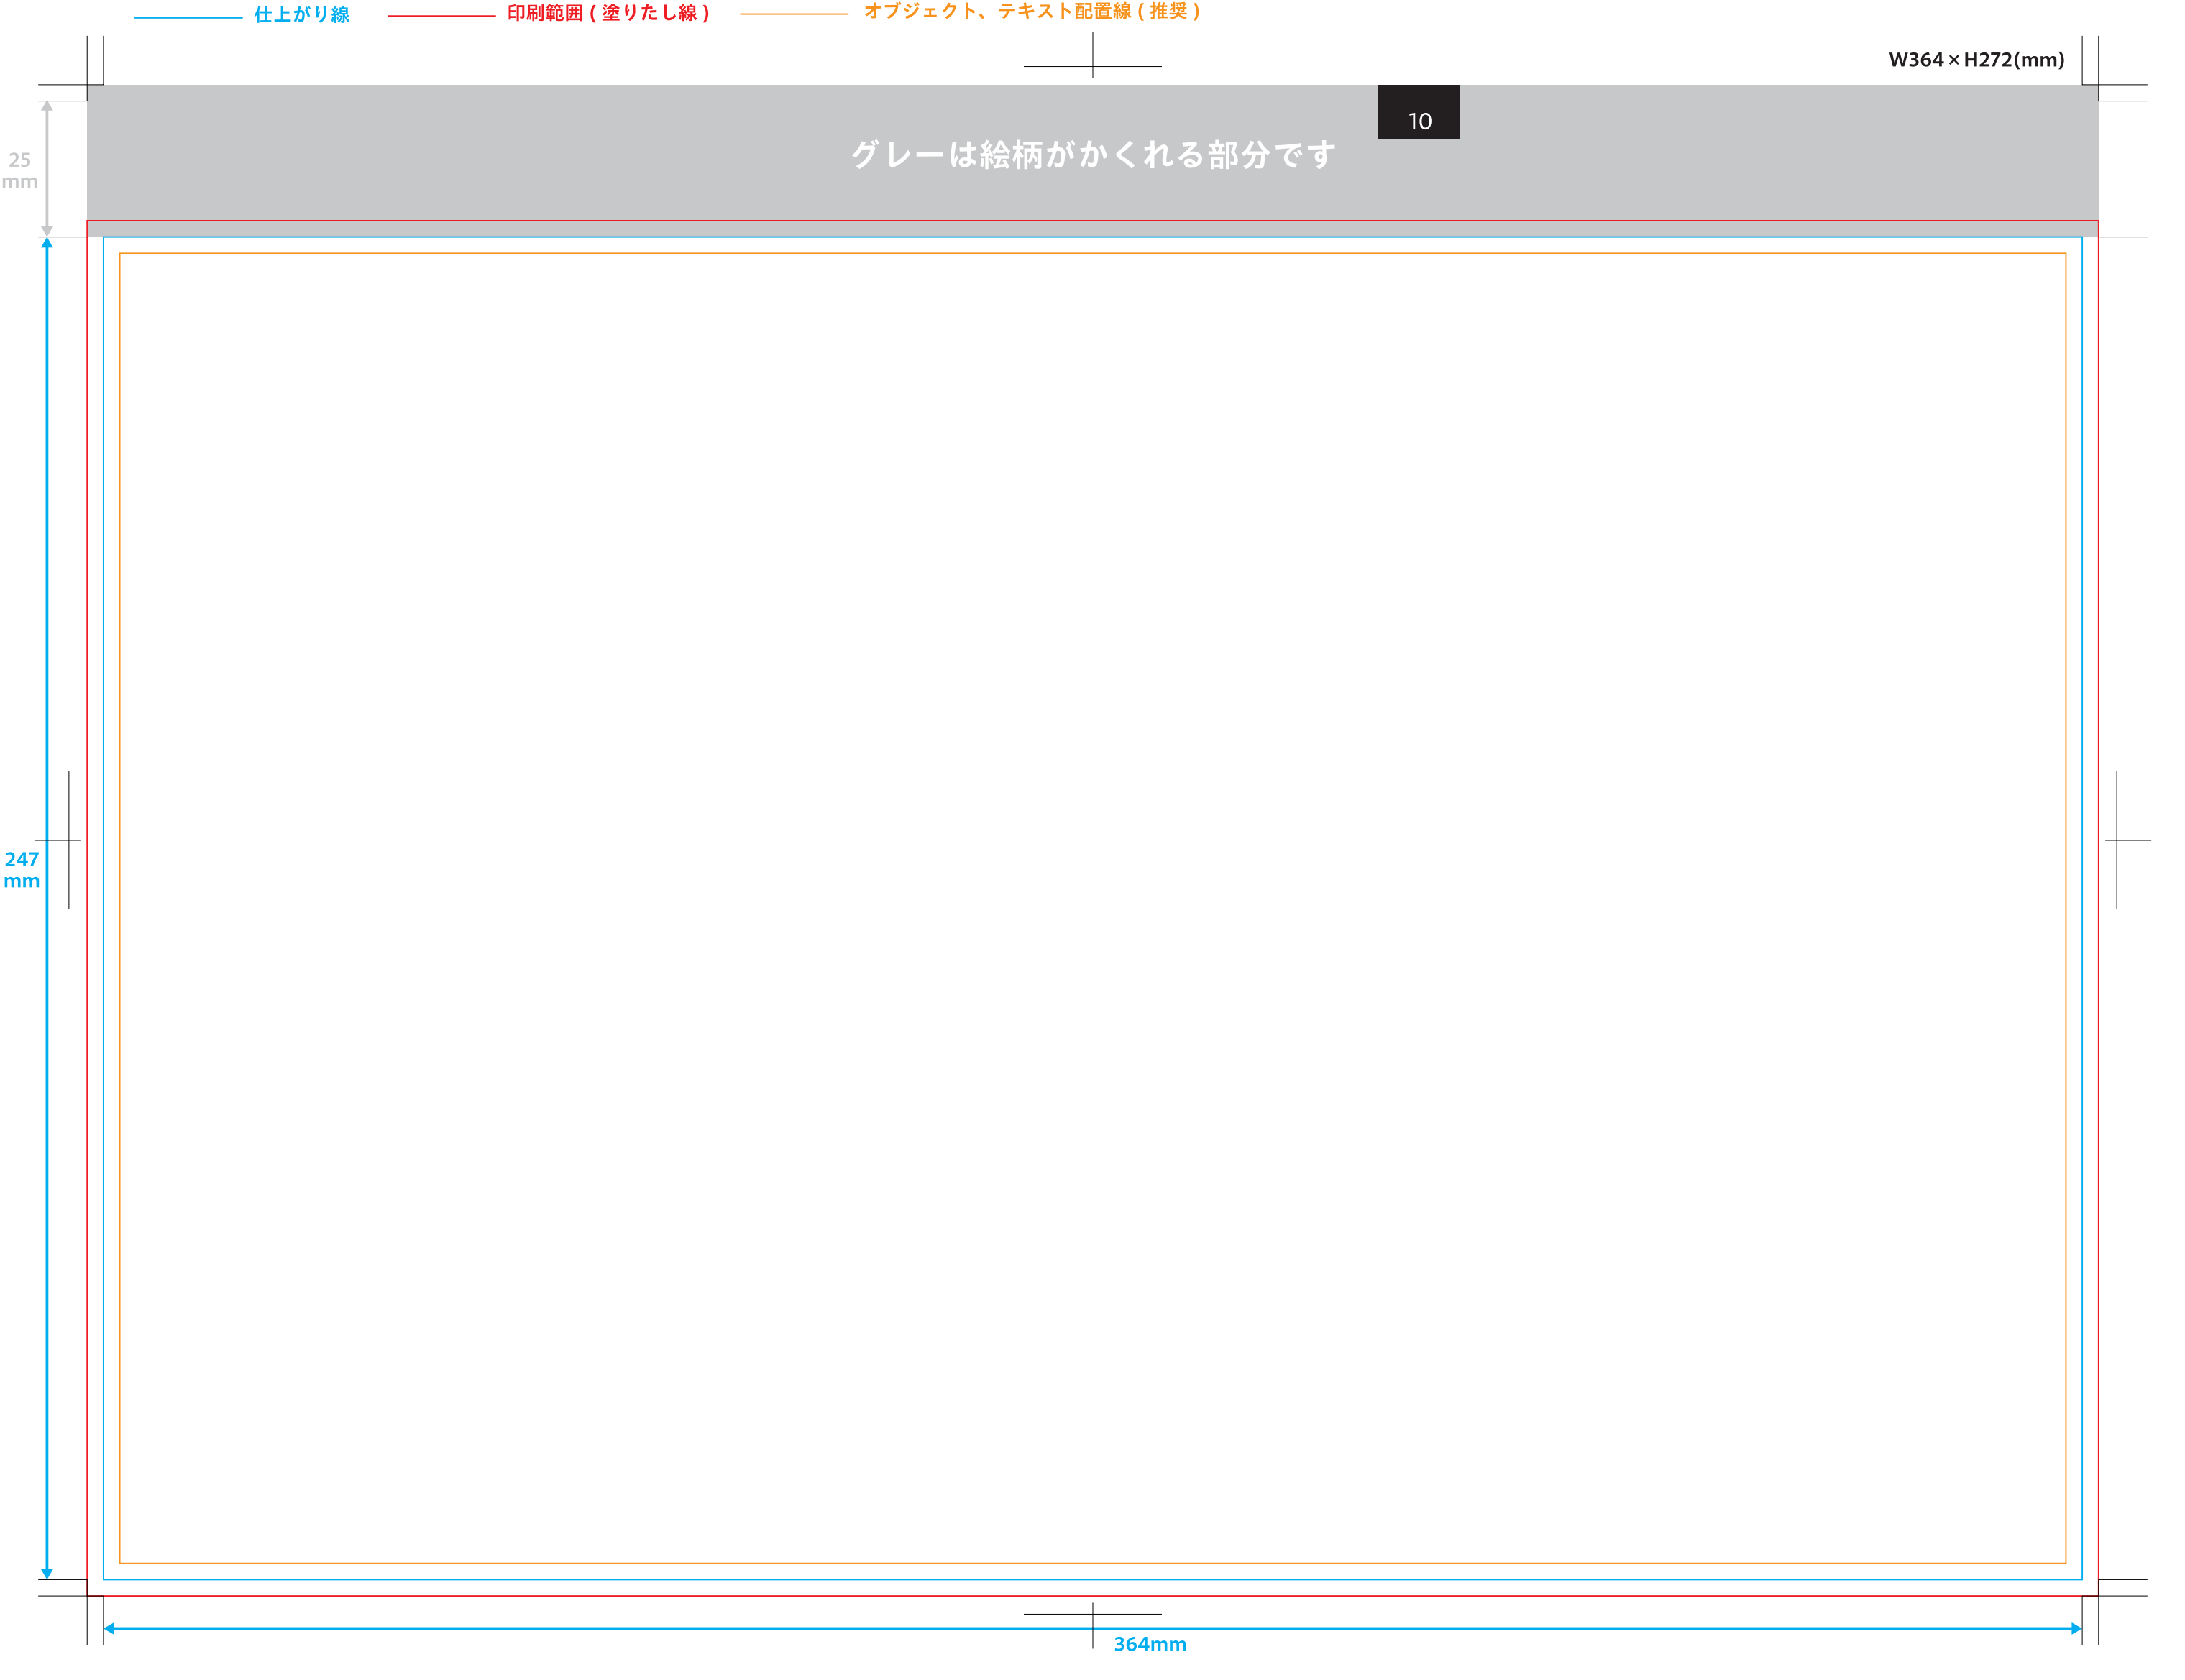 仕上がり線
印刷範囲 ( 塗りたし線 )
オブジェクト、テキスト配置線 ( 推奨 )
W364×H272(mm)
10
グレーは絵柄がかくれる部分です
25
mm
247
mm
364mm